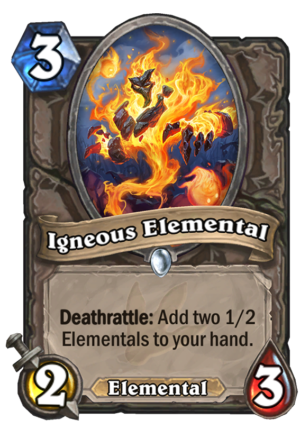 3
Igneous Elemental
Deathrattle: Add two 1/2
Elementals to your hand.
2
Elemental
3